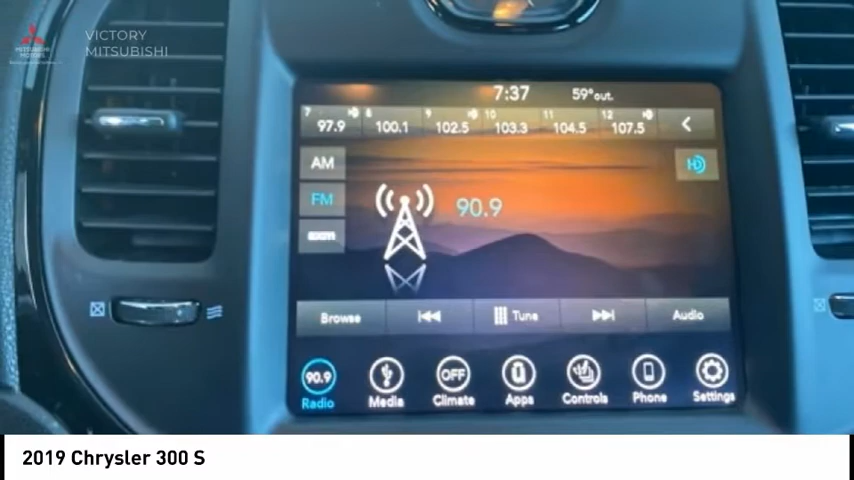 VICTORY
MITSUBISHI
MITSUBISHI
MOTORS
7:37 59°out.
7 8 9 10 11 12
97.9 100.1 102.5 103.3 104.5 107.5
AM
FM
90.9
Browse Tune Audio
90.9 OFF
Radio Media Climate Apps Controls Phone Settings
2019 Chrysler 300 S